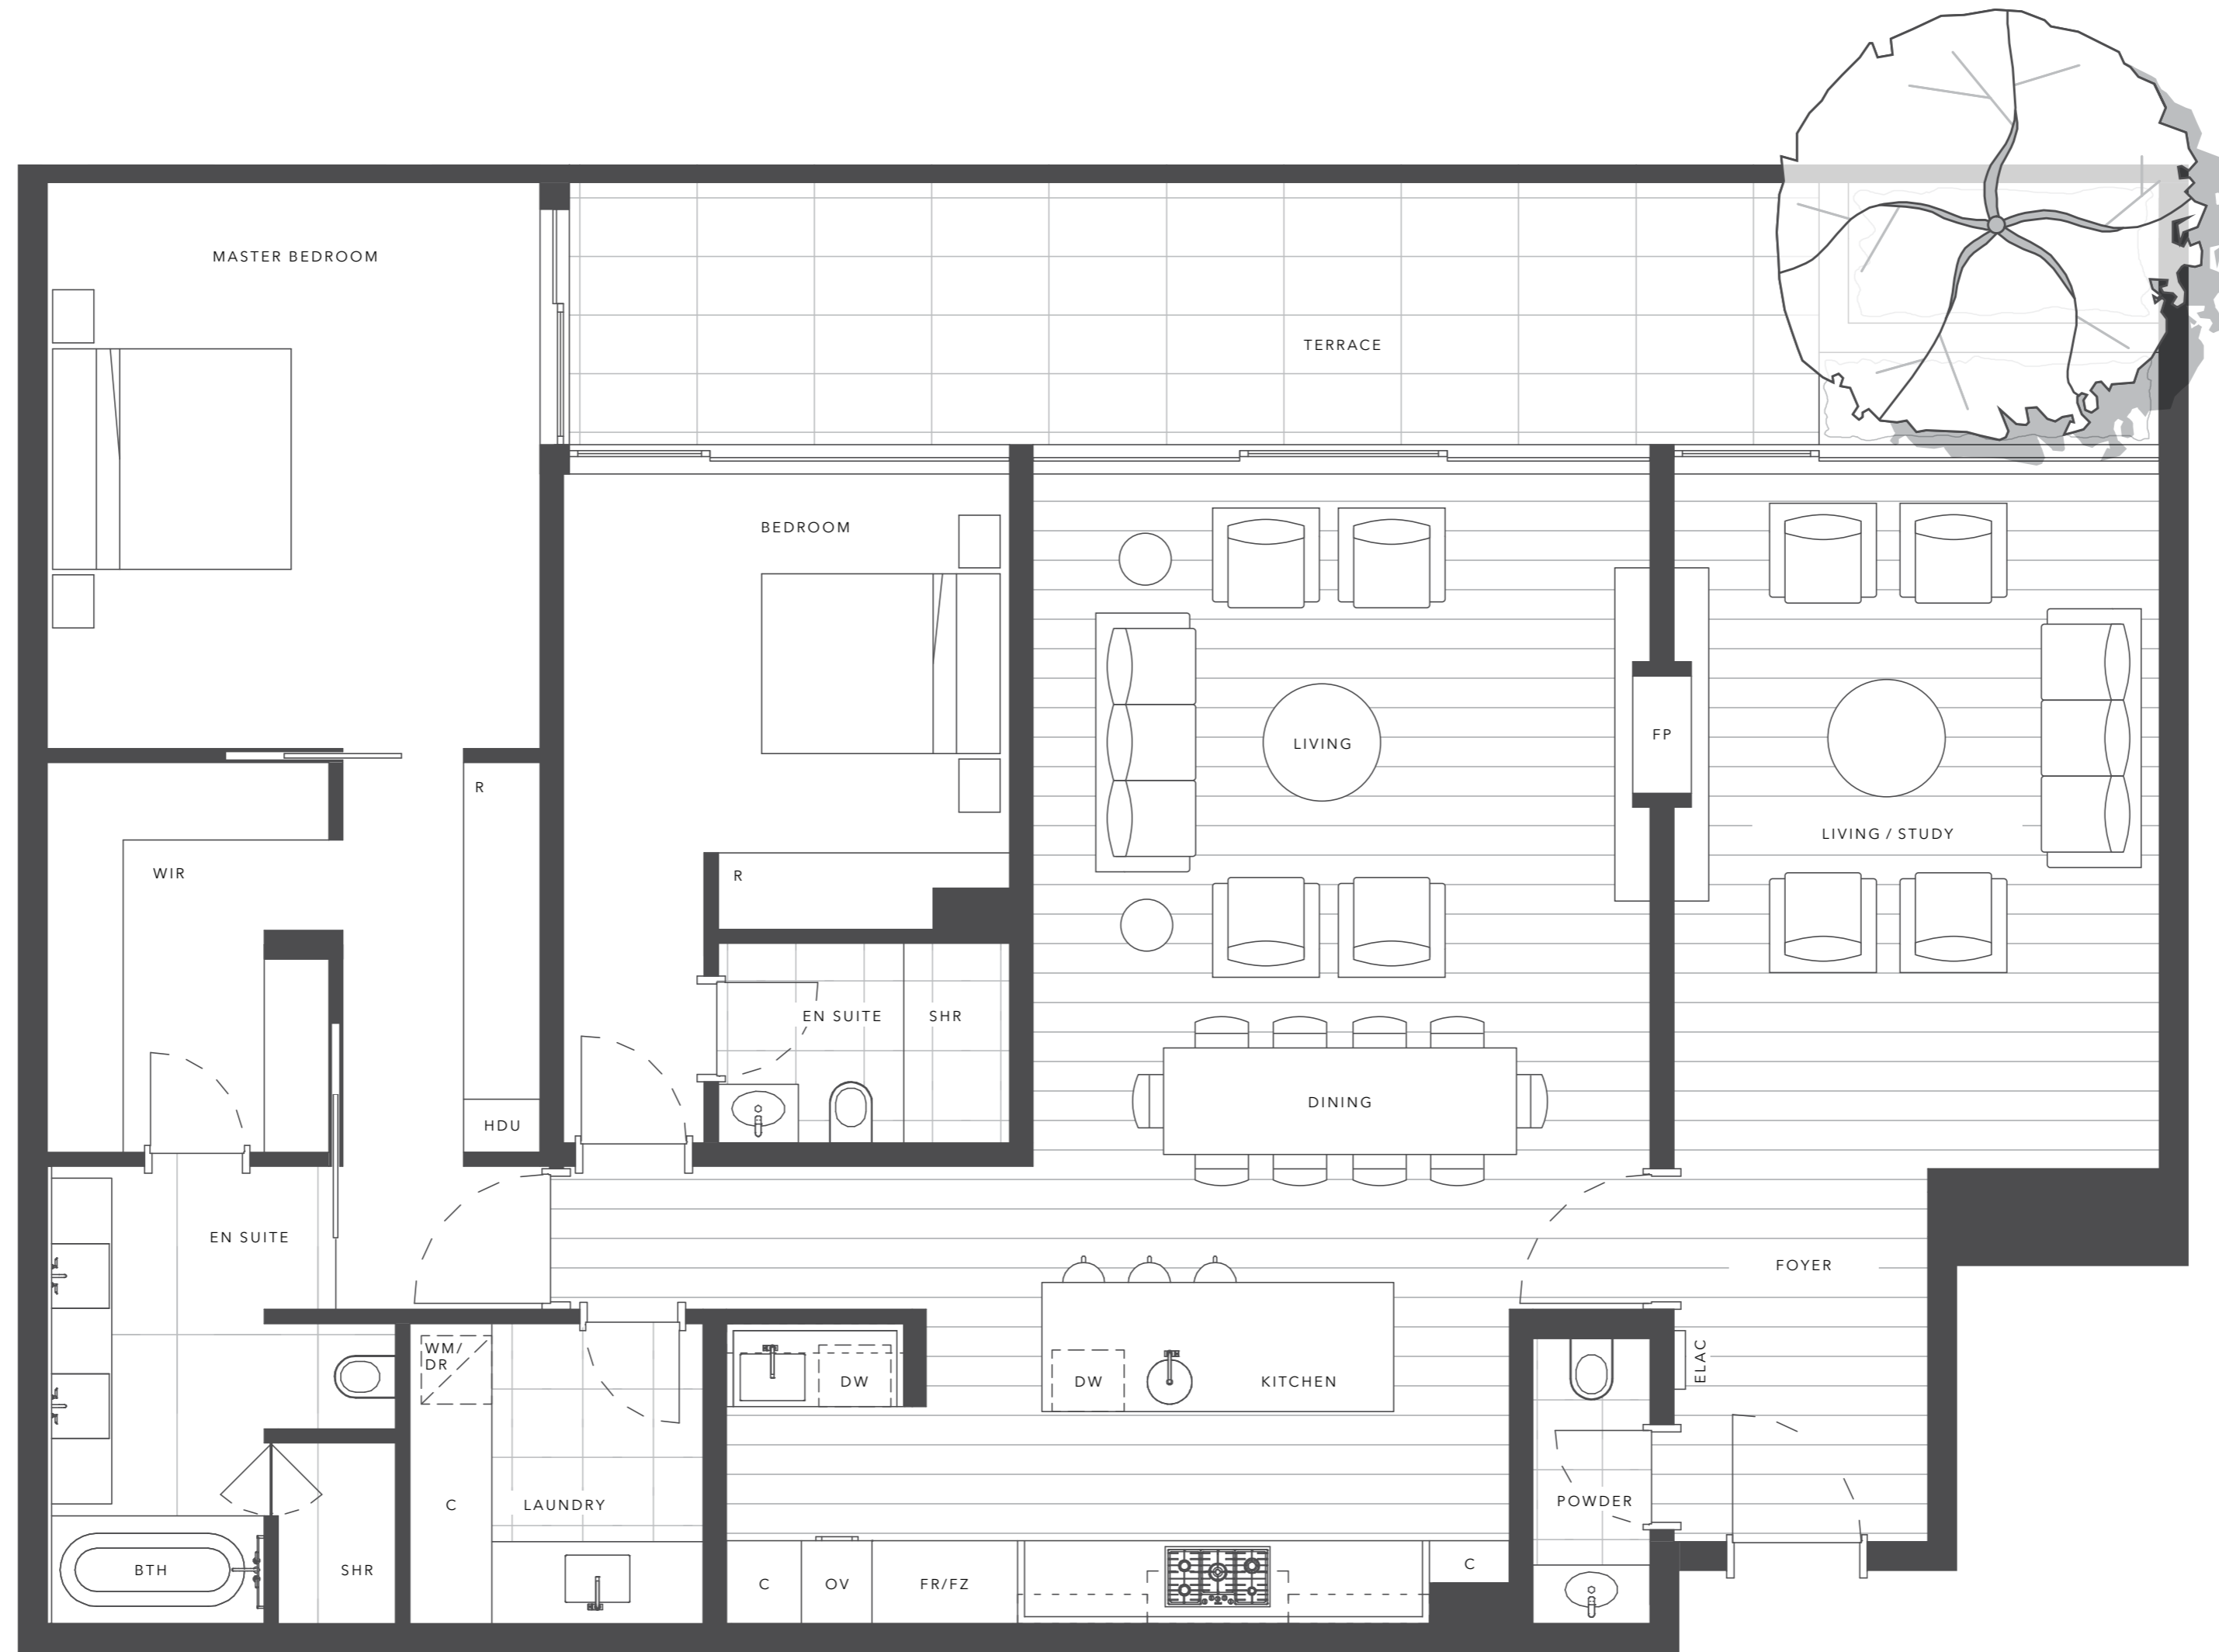 MASTER BEDROOM
TERRACE
BEDROOM
LIVING
FP
LIVING / STUDY
R
WIR
R
EN SUITE
SHR
HDU
DINING
EN SUITE
FOYER
WM/
DR
DW
DW
KITCHEN
ELAC
C
LAUNDRY
POWDER
BTH
SHR
C
OV
FR/FZ
C